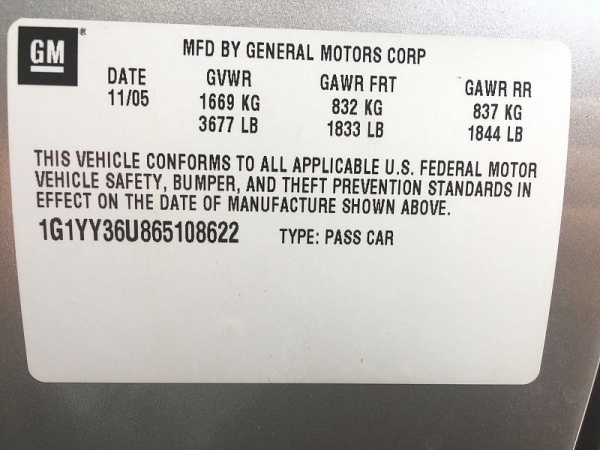 GM®
MFD BY GENERAL MOTORS CORP
DATE GVWR GAWR FRT GAWR RR
11/05 1669 KG 832 KG 837 KG
3677 LB 1833 LB 1844 LB
THIS VEHICLE CONFORMS TO ALL APPLICABLE U.S. FEDERAL MOTOR
VEHICLE SAFETY, BUMPER, AND THEFT PREVENTION STANDARDS IN
EFFECT ON THE DATE OF MANUFACTURE SHOWN ABOVE.
1G1YY36U865108622 TYPE: PASS CAR